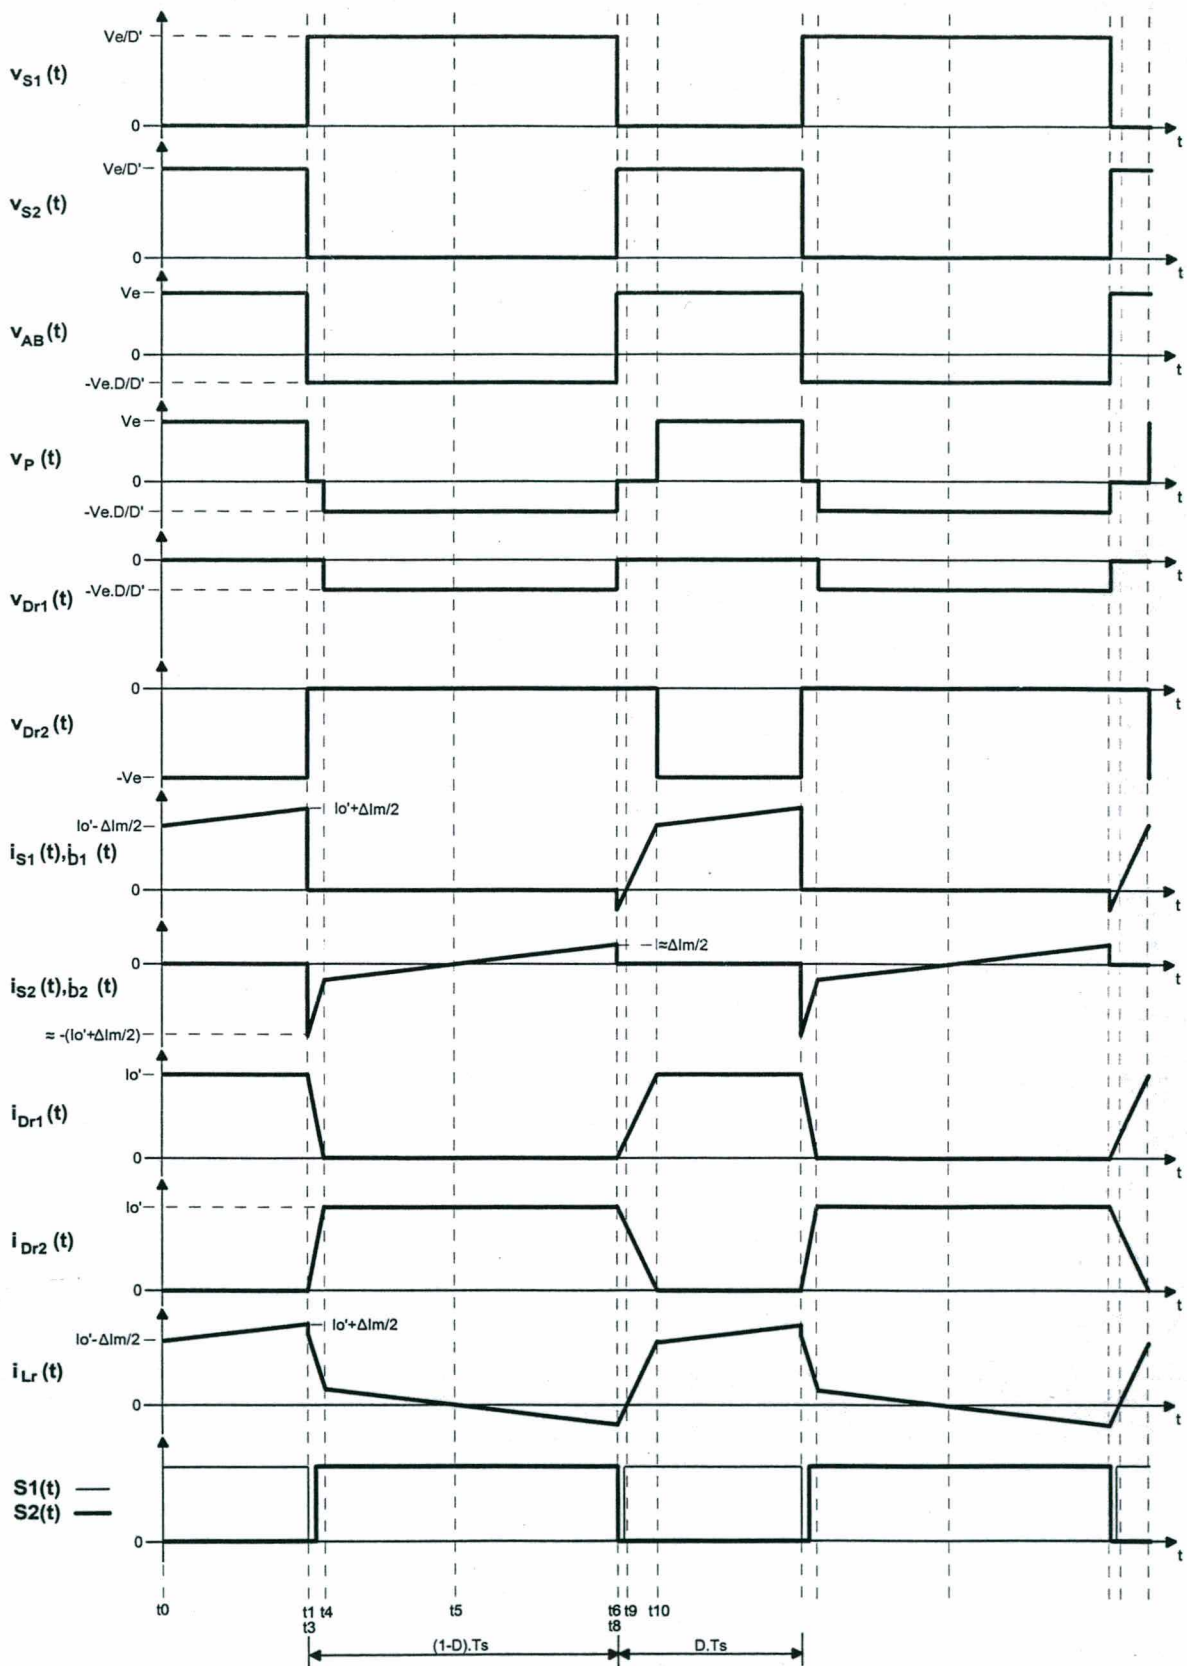 Ve/D'
vS1 (t)
0
t
Ve/D'
vS2 (t)
0
t
Ve
vAB (t)
0
-Ve.D/D'
t
Ve
vP (t)
0
-Ve.D/D'
t
0
vDr1 (t)
-Ve.D/D'
t
0
vDr2 (t)
-Ve
t
Io'+ΔIm/2
Io'-ΔIm/2
iS1 (t),iD1 (t)
0
t
≈ΔIm/2
0
iS2 (t),iD2 (t)
≈ -(Io'+ΔIm/2)
t
Io'
iDr1 (t)
0
t
Io'
iDr2 (t)
0
t
Io'+ΔIm/2
Io'-ΔIm/2
iLr (t)
0
t
S1(t)
S2(t)
0
t
t0 t1 t4 t5 t6 t9 t10
t3 t8
(1-D).Ts D.Ts